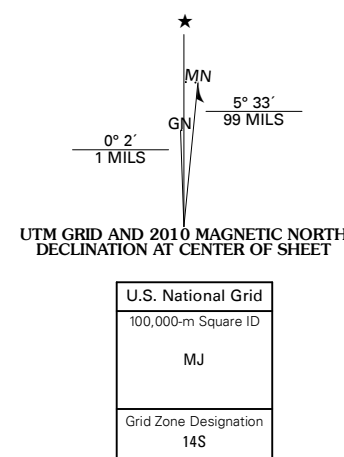 ★
MN
5° 33´
99 MILS
GN
0° 2´
1 MILS
UTM GRID AND 2010 MAGNETIC NORTH
DECLINATION AT CENTER OF SHEET
U.S. National Grid
100,000-m Square ID
MJ
Grid Zone Designation
14S